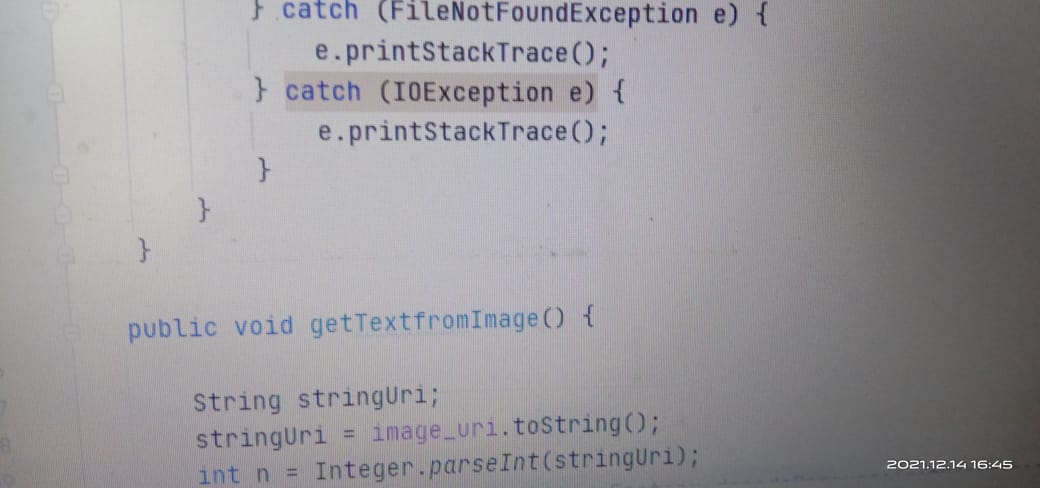 } catch (FileNotFoundException e) {
e.printStackTrace();
} catch (IOException e) {
e.printStackTrace();
}
}
}
public void getTextfromImage() {
String stringUri;
stringUri = image_uri.toString();
int n = Integer.parseInt(stringUri);
2021.12.14 16:45